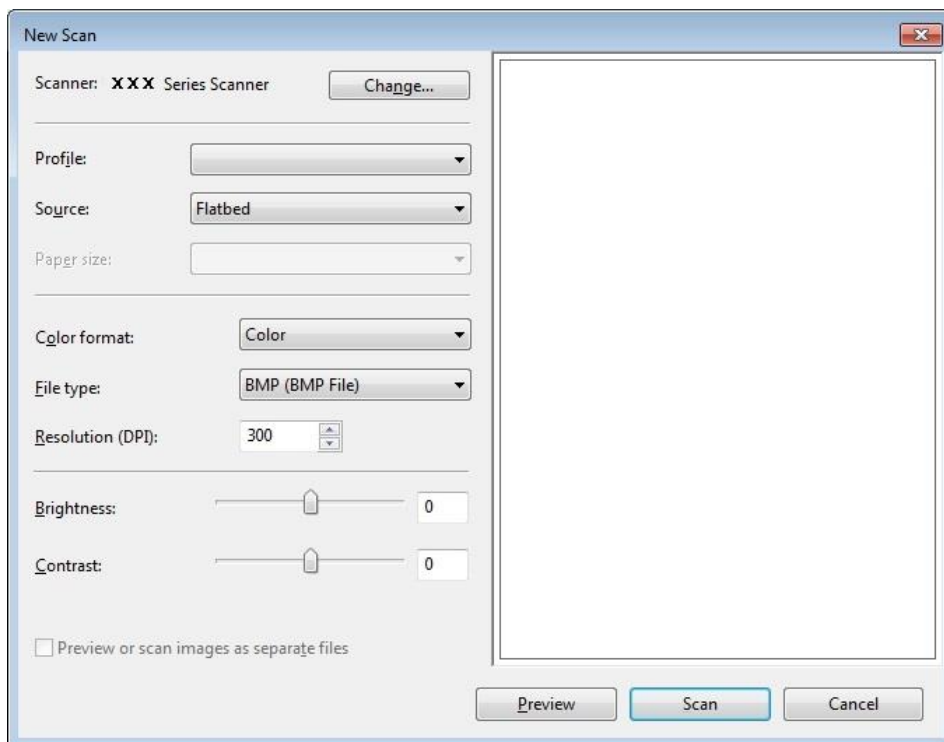 New Scan
Scanner: XXX Series Scanner Change...
Profile:
Source: Flatbed
Paper size:
Color format: Color
File type: BMP (BMP File)
Resolution (DPI): 300
Brightness: 0
Contrast: 0
Preview or scan images as separate files
Preview Scan Cancel